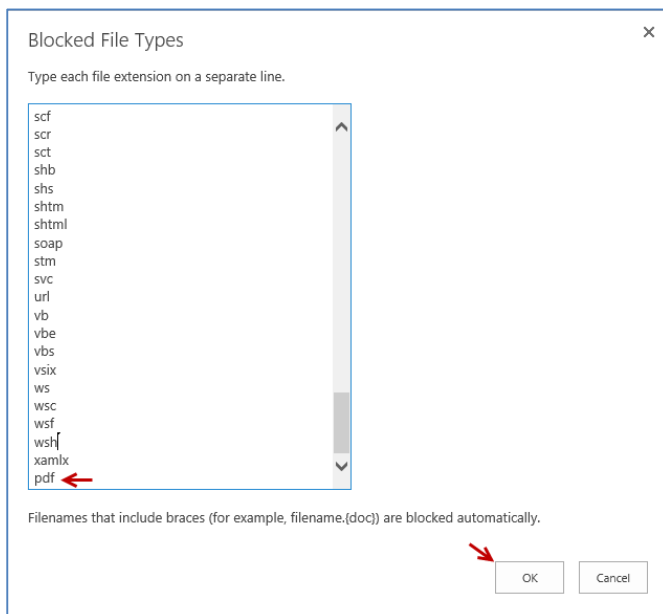 Blocked File Types
Type each file extension on a separate line.
scf
scr
sct
shb
shs
shtm
shtml
soap
stm
svc
url
vb
vbe
vbs
vsix
ws
wsc
wsf
wsh
xamlx
pdf
Filenames that include braces (for example, filename.{doc}) are blocked automatically.
OK
Cancel